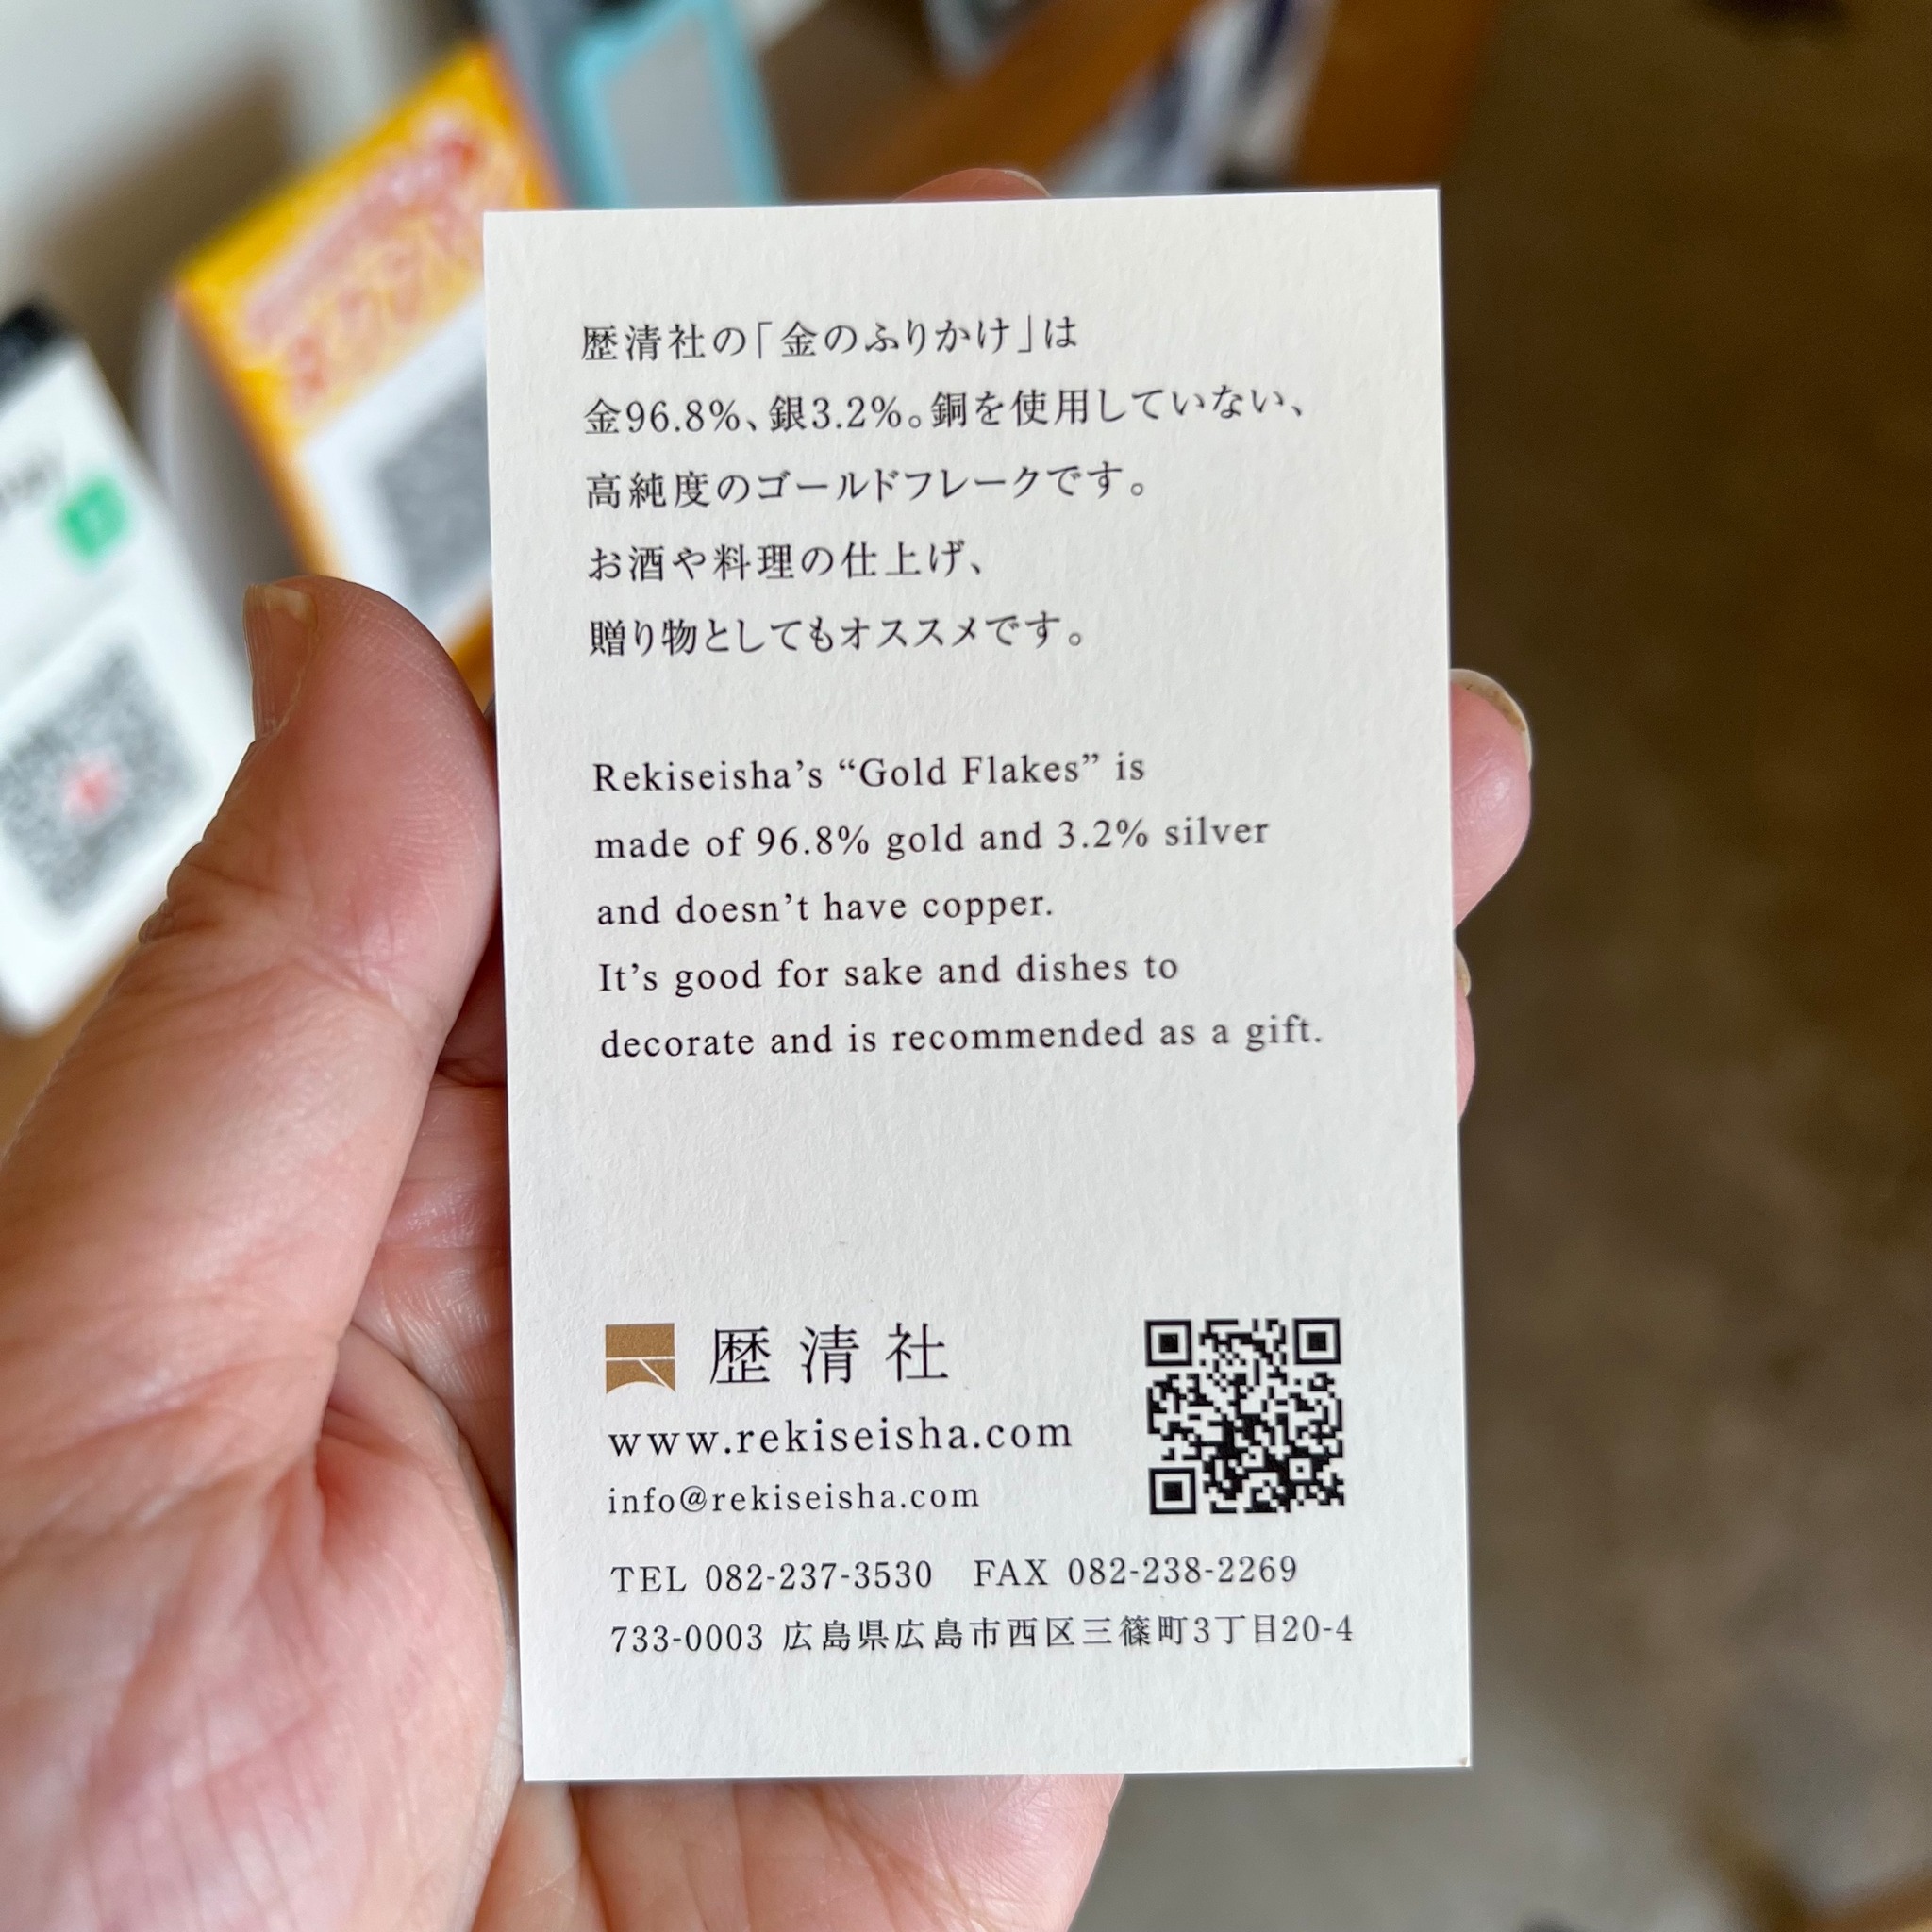 歴清社の「金のふりかけ」は
金96.8%、銀3.2%。銅を使用していない、
高純度のゴールドフレークです。
お酒や料理の仕上げ、
贈り物としてもオススメです。
Rekiseisha’s “Gold Flakes” is
made of 96.8% gold and 3.2% silver
and doesn’t have copper.
It’s good for sake and dishes to
decorate and is recommended as a gift.
歴清社
www.rekiseisha.com
info@rekiseisha.com
TEL 082-237-3530 FAX 082-238-2269
733-0003 広島県広島市西区三篠町3丁目20-4